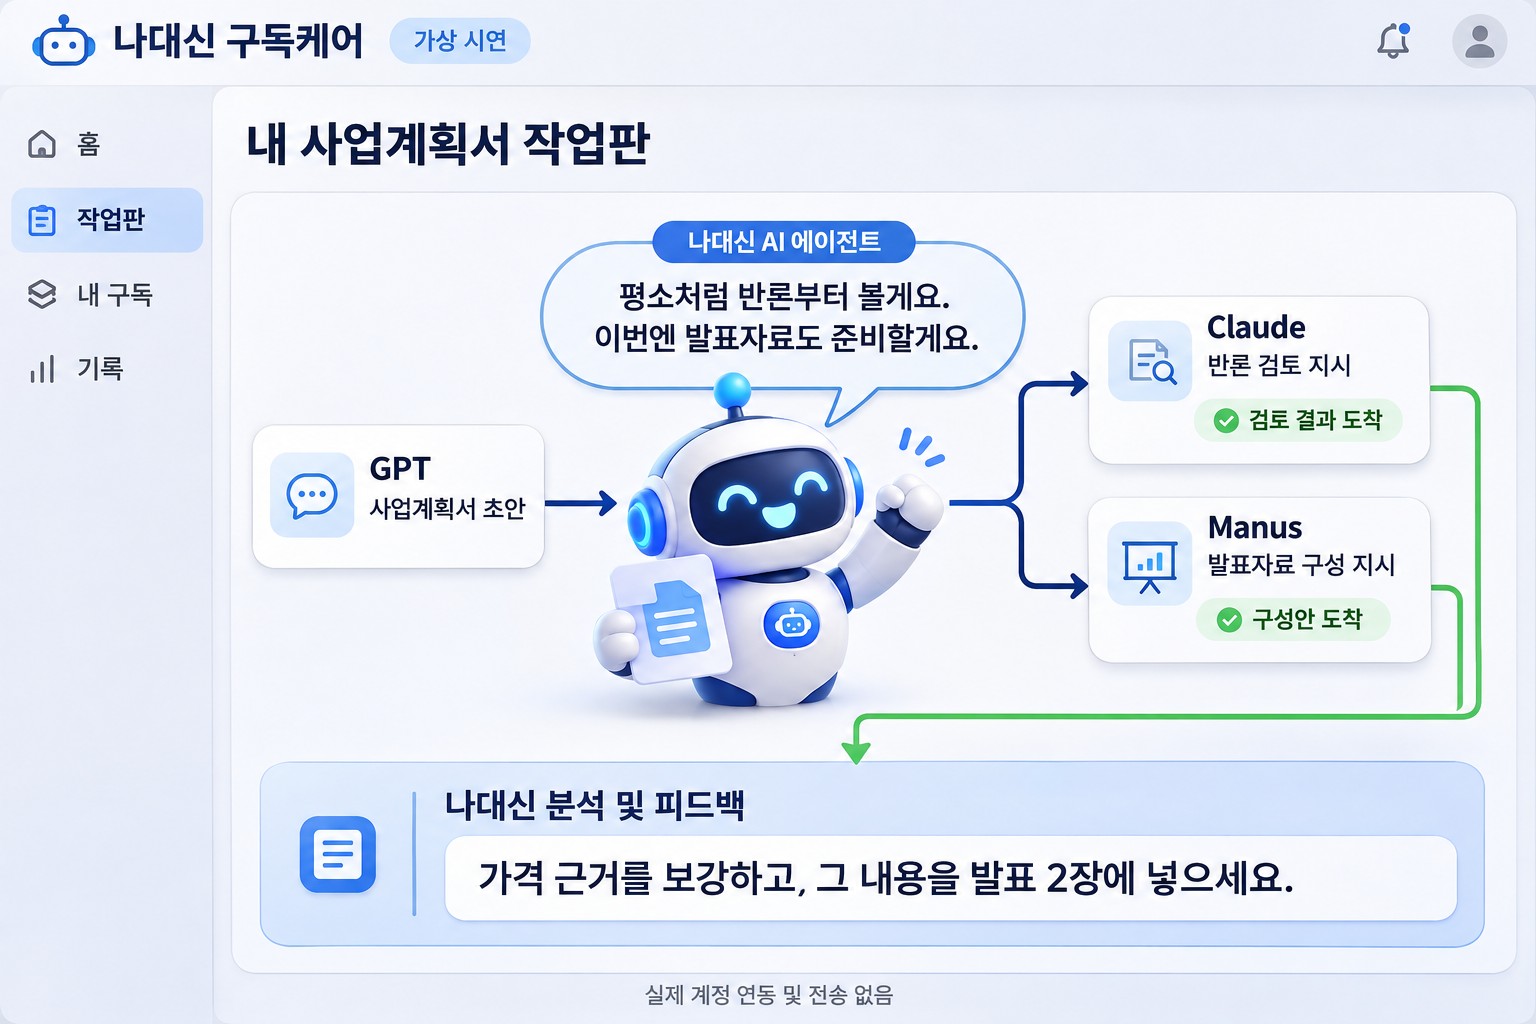 나대신 구독케어
가상 시연
홈
작업판
내 구독
기록
내 사업계획서 작업판
나대신 AI 에이전트
평소처럼 반론부터 볼게요.
이번엔 발표자료도 준비할게요.
GPT
사업계획서 초안
Claude
반론 검토 지시
검토 결과 도착
Manus
발표자료 구성 지시
구성안 도착
나대신 분석 및 피드백
가격 근거를 보강하고, 그 내용을 발표 2장에 넣으세요.
실제 계정 연동 및 전송 없음